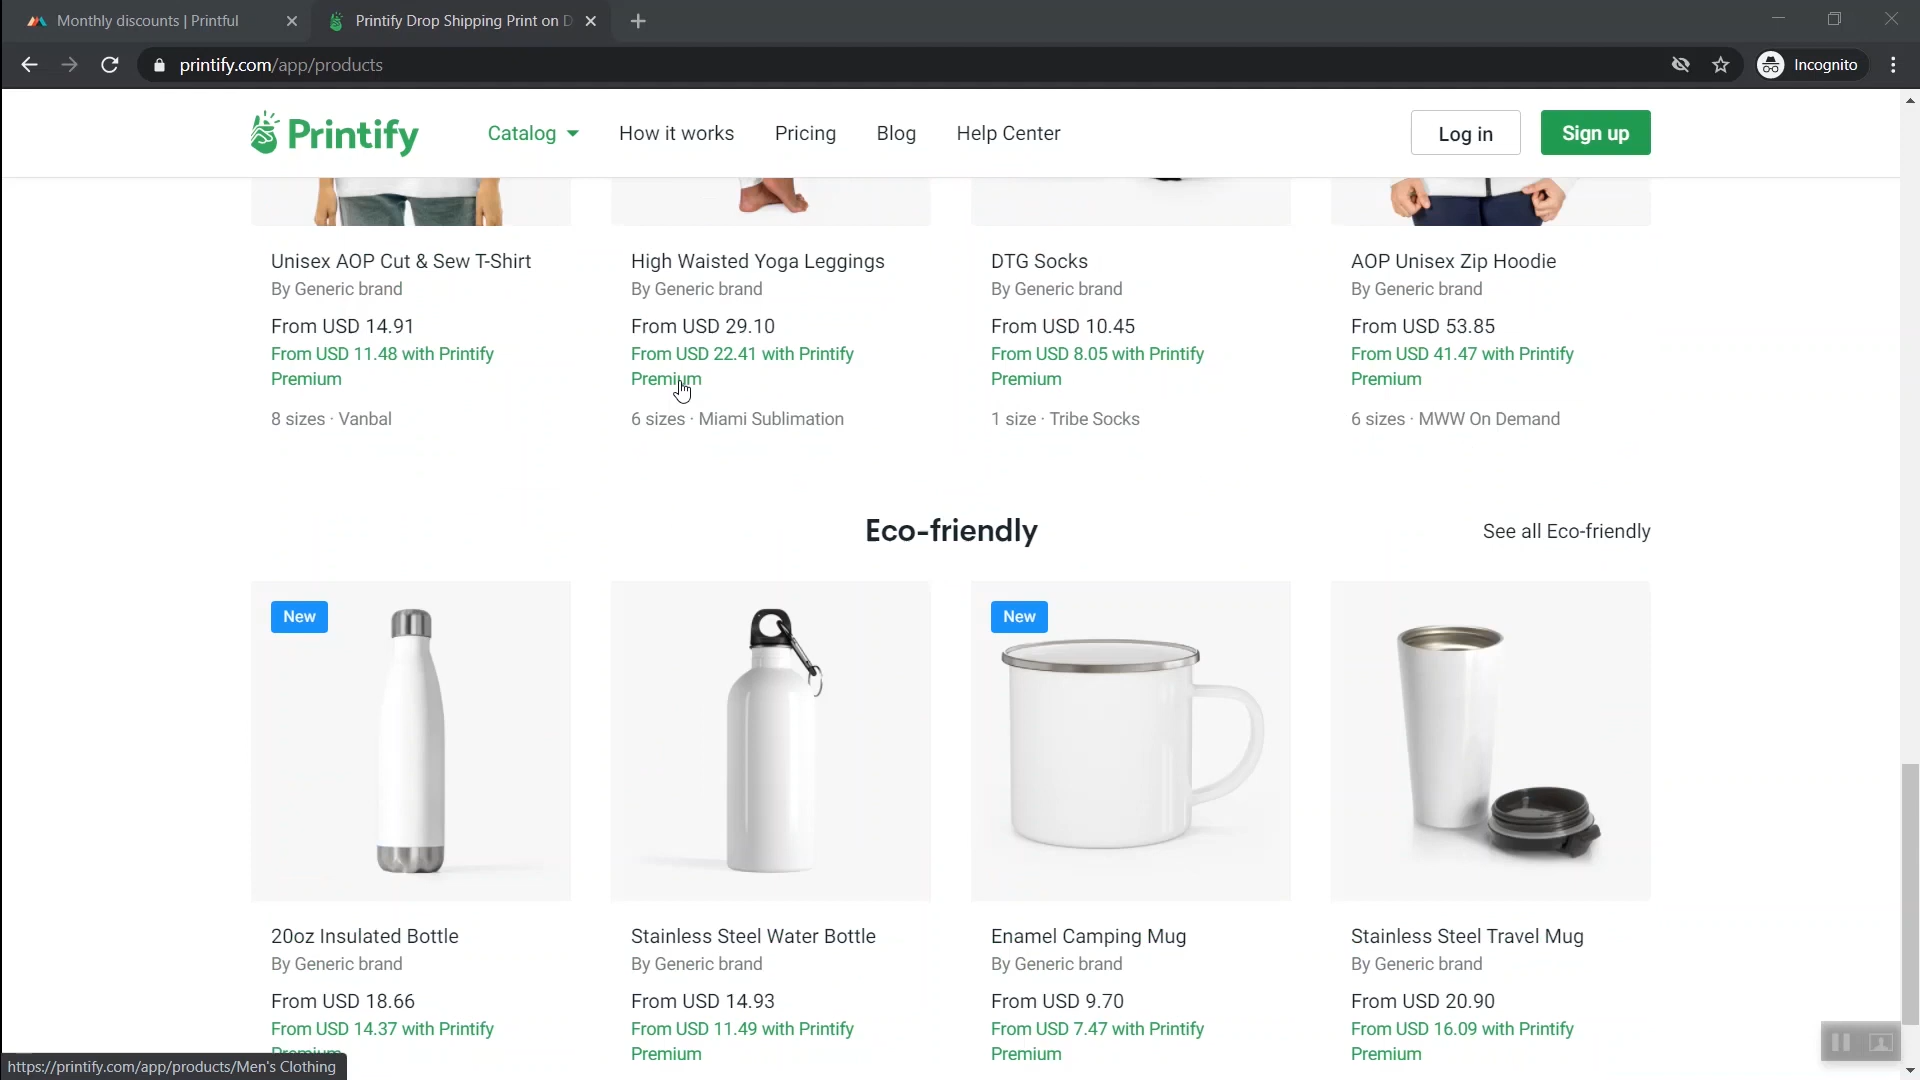 Monthly discounts | Printful
Printify Drop Shipping Print on D
printify.com/app/products
Incognito
Printify
Catalog
How it works
Pricing
Blog
Help Center
Log in
Sign up
Unisex AOP Cut & Sew T-Shirt
By Generic brand
From USD 14.91
From USD 11.48 with Printify
Premium
8 sizes · Vanbal
High Waisted Yoga Leggings
By Generic brand
From USD 29.10
From USD 22.41 with Printify
Premium
6 sizes · Miami Sublimation
DTG Socks
By Generic brand
From USD 10.45
From USD 8.05 with Printify
Premium
1 size · Tribe Socks
AOP Unisex Zip Hoodie
By Generic brand
From USD 53.85
From USD 41.47 with Printify
Premium
6 sizes · MWW On Demand
Eco-friendly
See all Eco-friendly
New
20oz Insulated Bottle
By Generic brand
From USD 18.66
From USD 14.37 with Printify
Premium
Stainless Steel Water Bottle
By Generic brand
From USD 14.93
From USD 11.49 with Printify
Premium
New
Enamel Camping Mug
By Generic brand
From USD 9.70
From USD 7.47 with Printify
Premium
Stainless Steel Travel Mug
By Generic brand
From USD 20.90
From USD 16.09 with Printify
Premium
https://printify.com/app/products/Men's Clothing